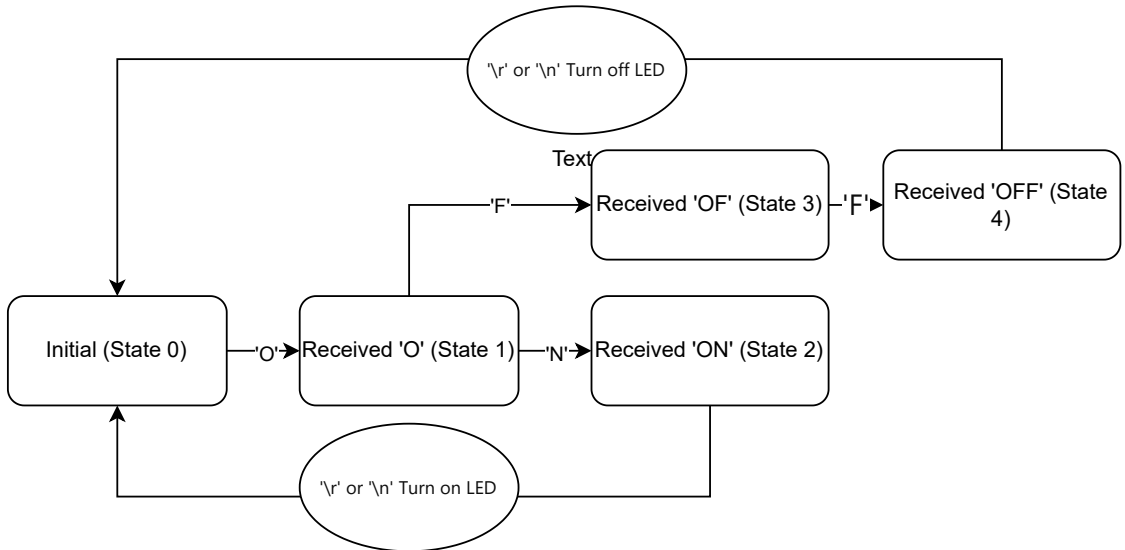 '\r' or '\n' Turn off LED
Text
'F'
Received 'OF' (State 3)
'F'
Received 'OFF' (State
4)
Initial (State 0)
'O'
Received 'O' (State 1)
'N'
Received 'ON' (State 2)
'\r' or '\n' Turn on LED